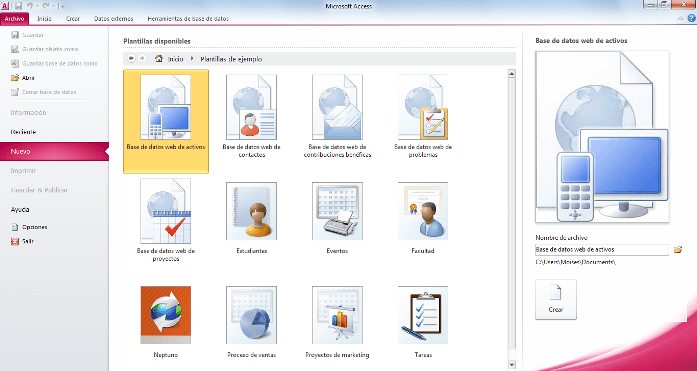 Microsoft Access
Archivo Inicio Crear Datos externos Herramientas de base de datos
Guardar
Guardar objeto como
Guardar base de datos como
Abrir
Cerrar base de datos
Información
Reciente
Nuevo
Imprimir
Guardar & Publicar
Ayuda
Opciones
Salir
Plantillas disponibles
Inicio Plantillas de ejemplo
Base de datos web de activos
Base de datos web de
contactos
Base de datos web de
contribuciones benéficas
Base de datos web de
problemas
Base de datos web de
proyectos
Estudiantes
Eventos
Facultad
Neptuno
Proceso de ventas
Proyectos de marketing
Tareas
Base de datos web de activos
Nombre de archivo
Base de datos web de activos
C:\Users\Moises\Documents\
Crear